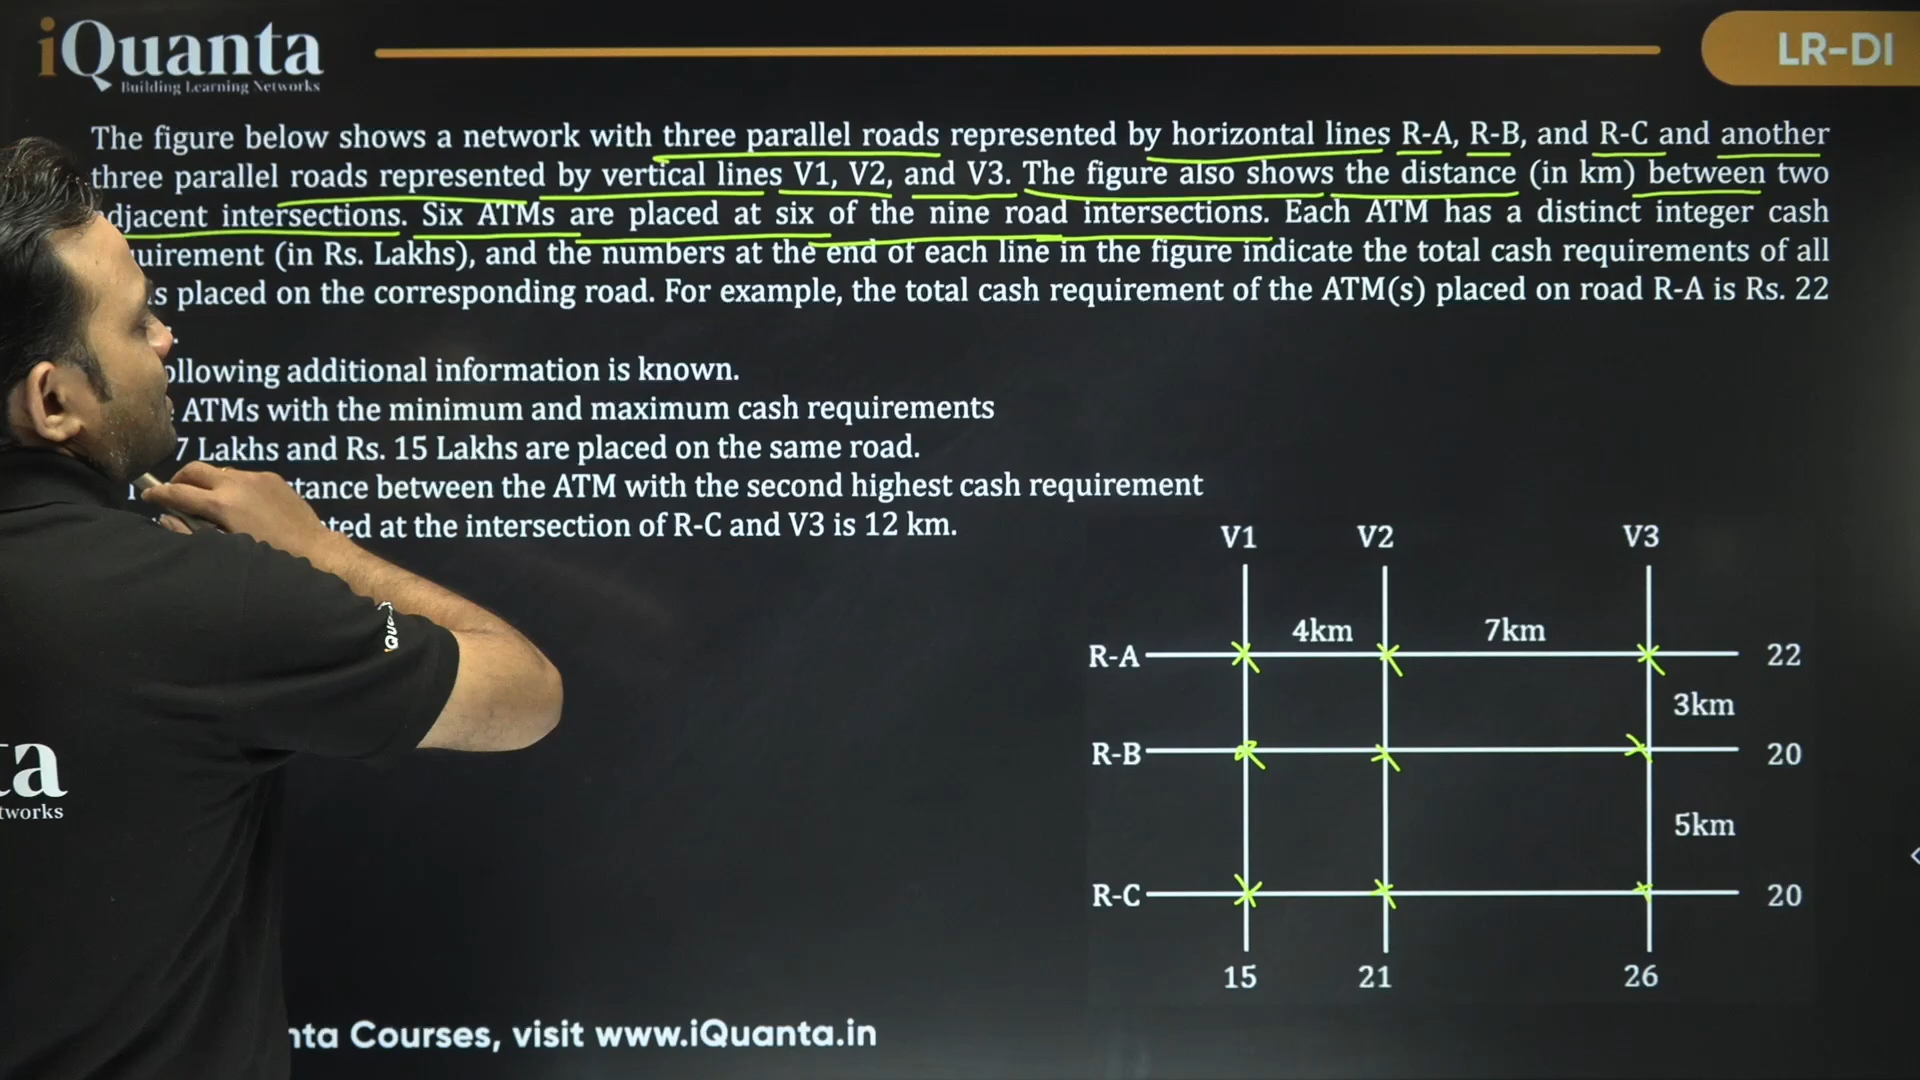 iQuanta
Building Learning Networks
LR-DI
The figure below shows a network with three parallel roads represented by horizontal lines R-A, R-B, and R-C and another
three parallel roads represented by vertical lines V1, V2, and V3. The figure also shows the distance (in km) between two
djacent intersections. Six ATMs are placed at six of the nine road intersections. Each ATM has a distinct integer cash
uirement (in Rs. Lakhs), and the numbers at the end of each line in the figure indicate the total cash requirements of all
s placed on the corresponding road. For example, the total cash requirement of the ATM(s) placed on road R-A is Rs. 22
ollowing additional information is known.
ATMs with the minimum and maximum cash requirements
7 Lakhs and Rs. 15 Lakhs are placed on the same road.
tance between the ATM with the second highest cash requirement
ted at the intersection of R-C and V3 is 12 km.
V1 V2 V3
4km 7km
R-A 22
3km
R-B 20
5km
R-C 20
15 21 26
ta
tworks
Quan
nta Courses, visit www.iQuanta.in